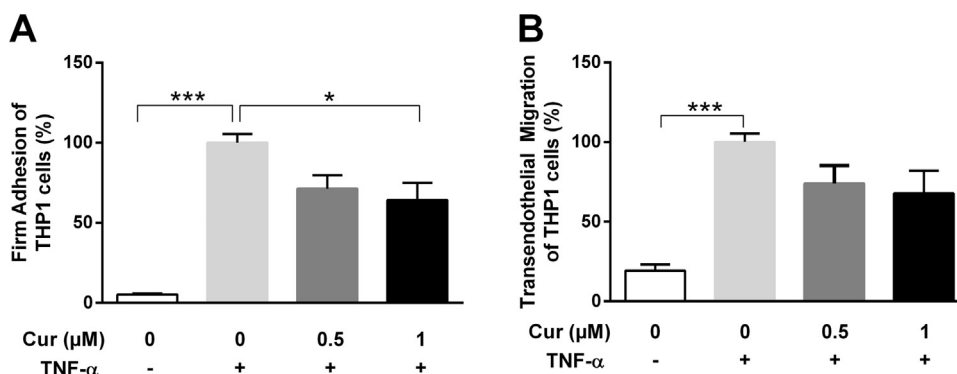 A
Firm Adhesion of
THP1 cells (%)
150
100
50
0
***
*
Cur (µM) 0 0 0.5 1
TNF-α - + + +
B
Transendothelial Migration
of THP1 cells (%)
150
100
50
0
***
Cur (µM) 0 0 0.5 1
TNF-α - + + +